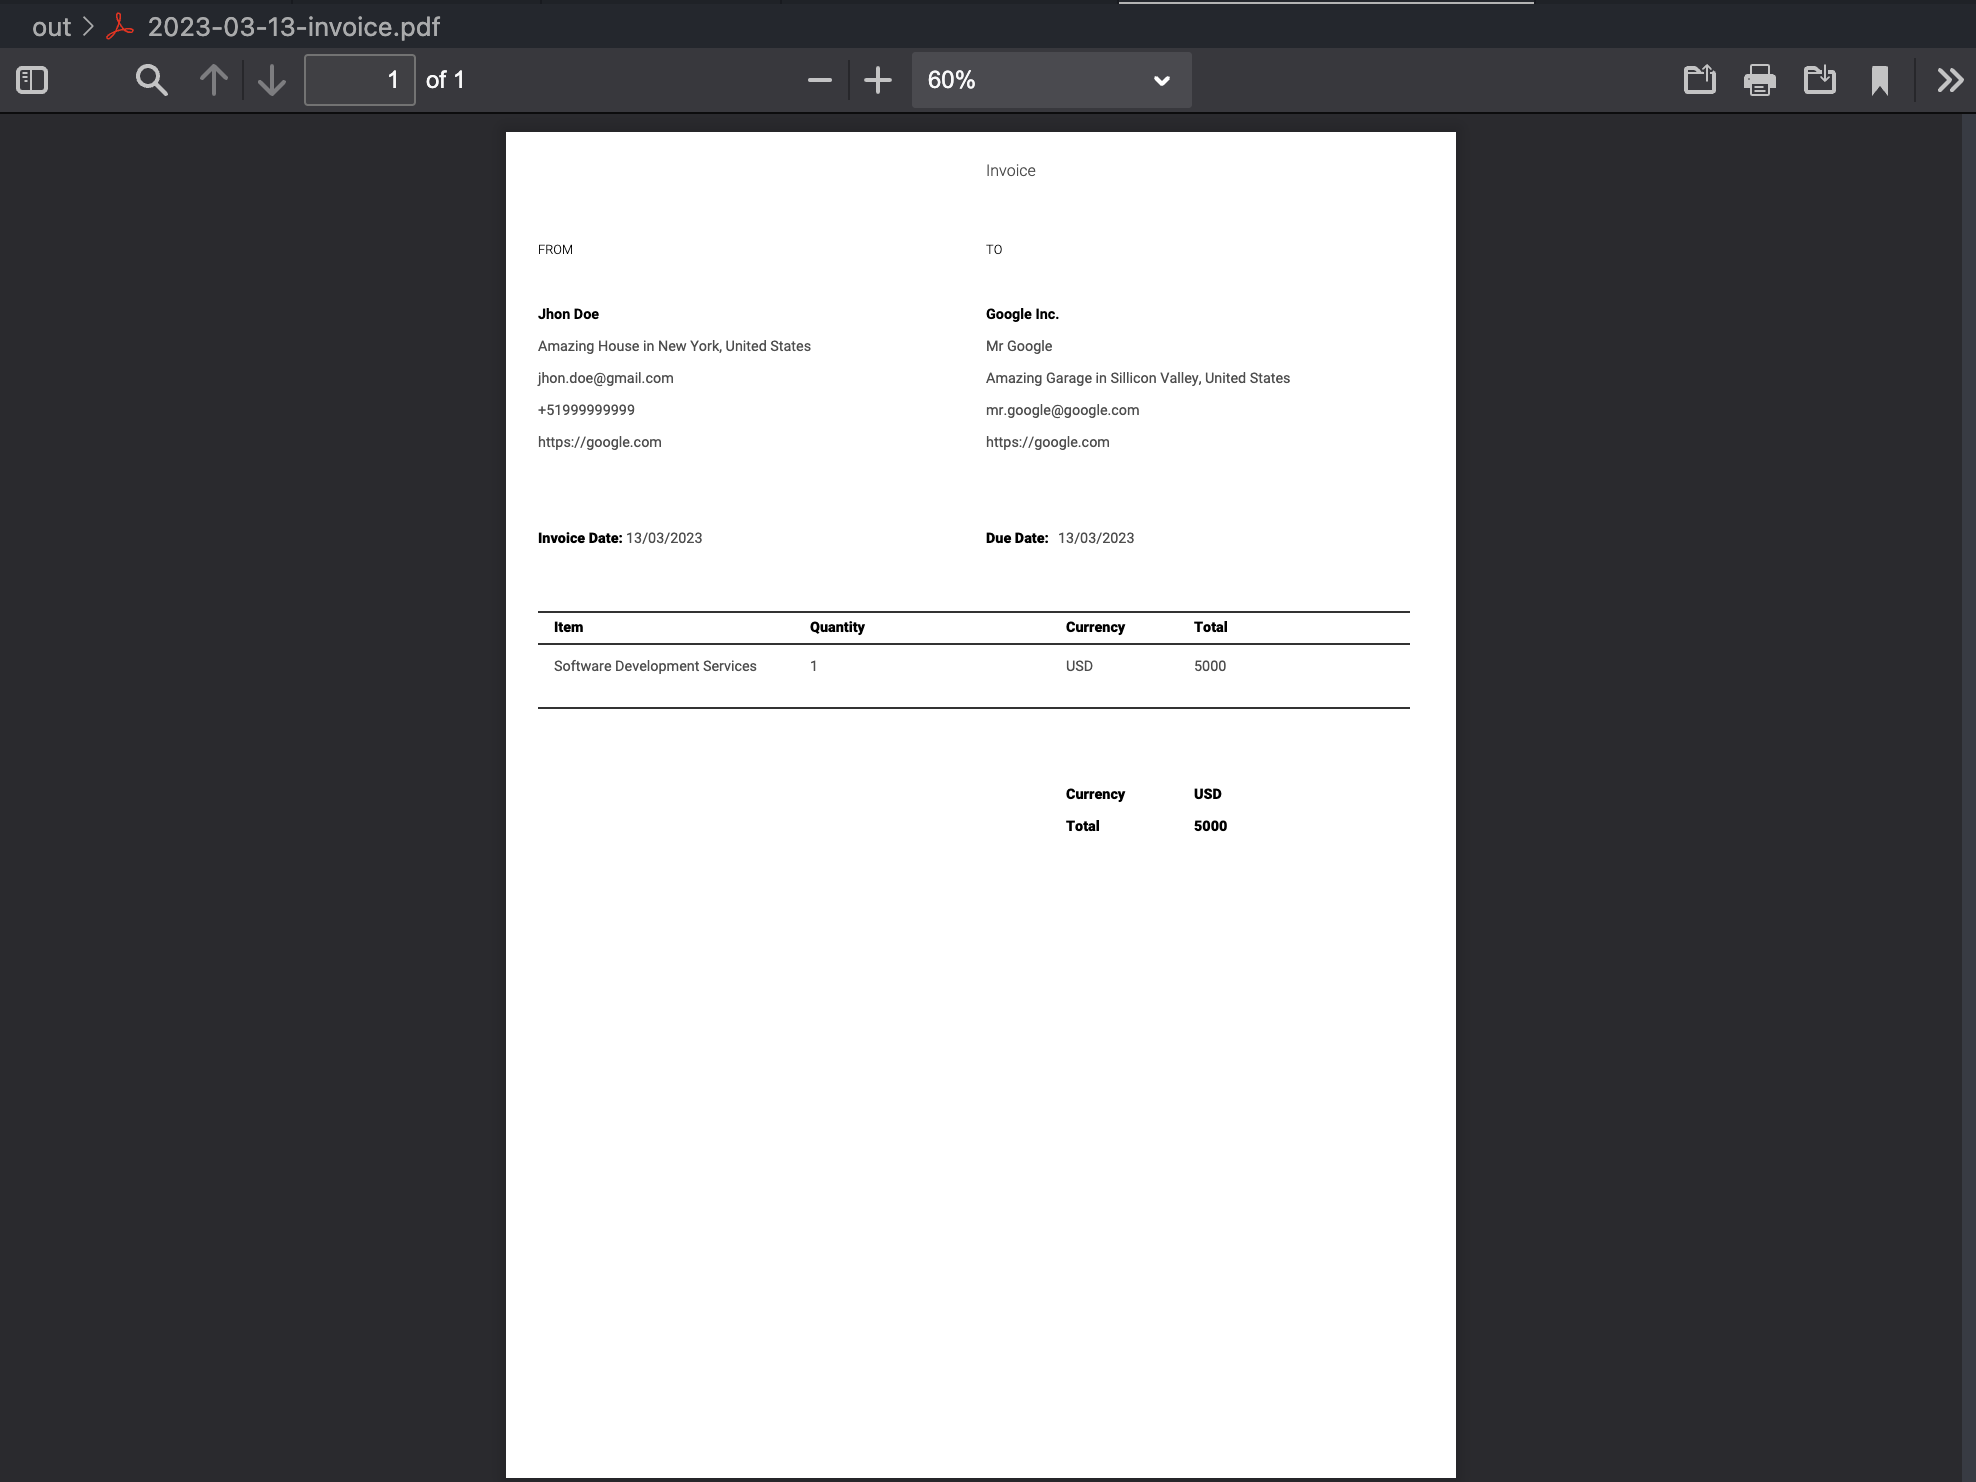 out > 2023-03-13-invoice.pdf
1 of 1
60%
Invoice
FROM
TO
Jhon Doe
Google Inc.
Amazing House in New York, United States
Mr Google
jhon.doe@gmail.com
Amazing Garage in Sillicon Valley, United States
+51999999999
mr.google@google.com
https://google.com
https://google.com
Invoice Date: 13/03/2023
Due Date: 13/03/2023
Item Quantity Currency Total
Software Development Services 1 USD 5000
Currency USD
Total 5000